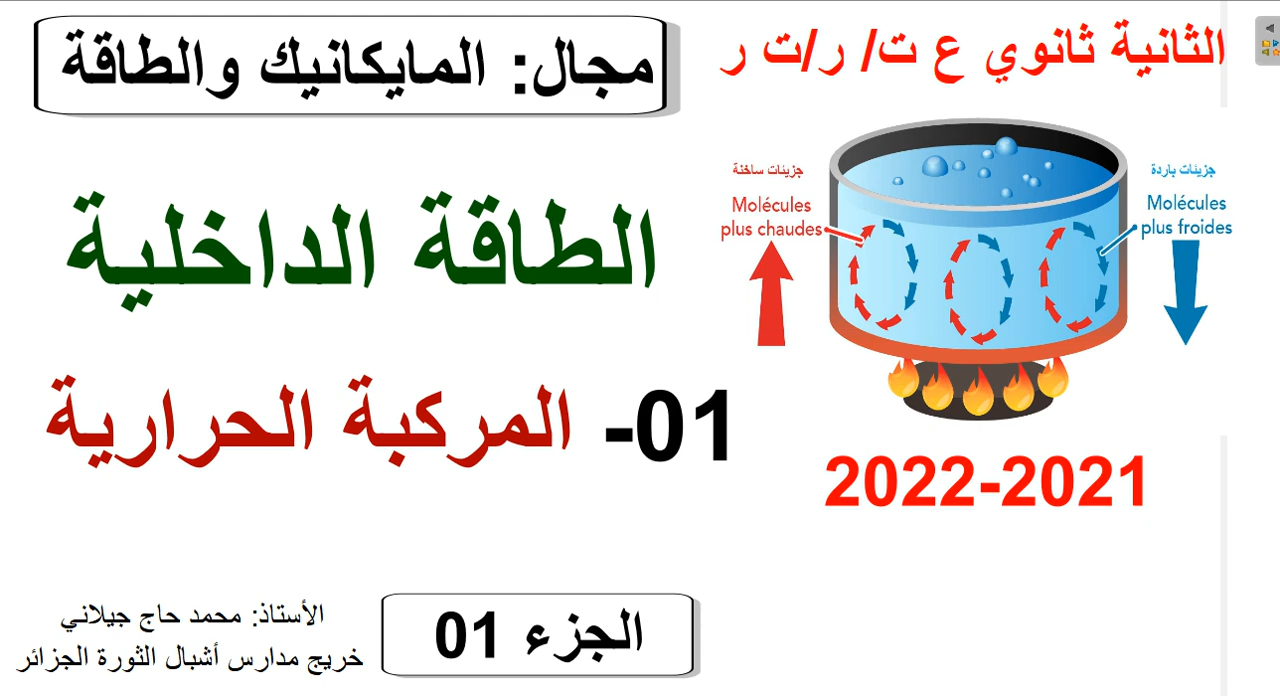 الثانية ثانوي ع ت/ ر/ت ر
مجال: المايكانيك والطاقة
الطاقة الداخلية
01- المركبة الحرارية
جزيئات ساخنة
Molécules
plus chaudes
جزيئات باردة
Molécules
plus froides
2022-2021
الجزء 01
الأستاذ: محمد حاج جيلاني
خريج مدارس أشبال الثورة الجزائر